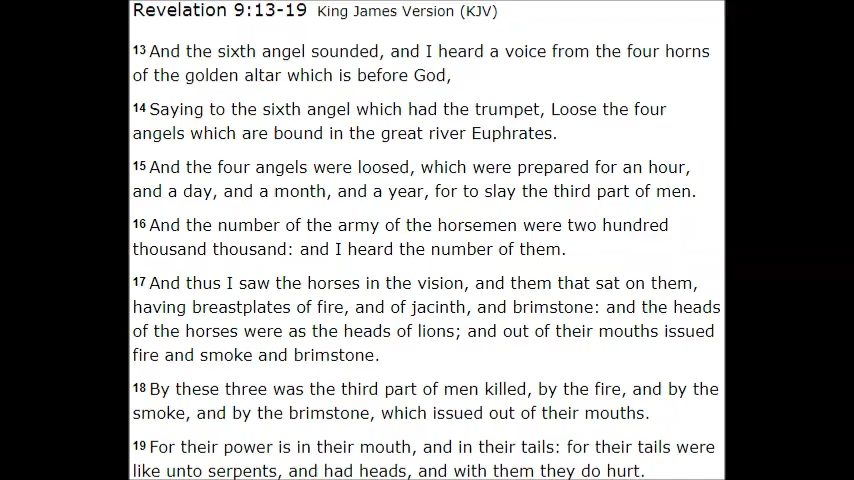 Revelation 9:13-19 King James Version (KJV)
13 And the sixth angel sounded, and I heard a voice from the four horns
of the golden altar which is before God,
14 Saying to the sixth angel which had the trumpet, Loose the four
angels which are bound in the great river Euphrates.
15 And the four angels were loosed, which were prepared for an hour,
and a day, and a month, and a year, for to slay the third part of men.
16 And the number of the army of the horsemen were two hundred
thousand thousand: and I heard the number of them.
17 And thus I saw the horses in the vision, and them that sat on them,
having breastplates of fire, and of jacinth, and brimstone: and the heads
of the horses were as the heads of lions; and out of their mouths issued
fire and smoke and brimstone.
18 By these three was the third part of men killed, by the fire, and by the
smoke, and by the brimstone, which issued out of their mouths.
19 For their power is in their mouth, and in their tails: for their tails were
like unto serpents, and had heads, and with them they do hurt.